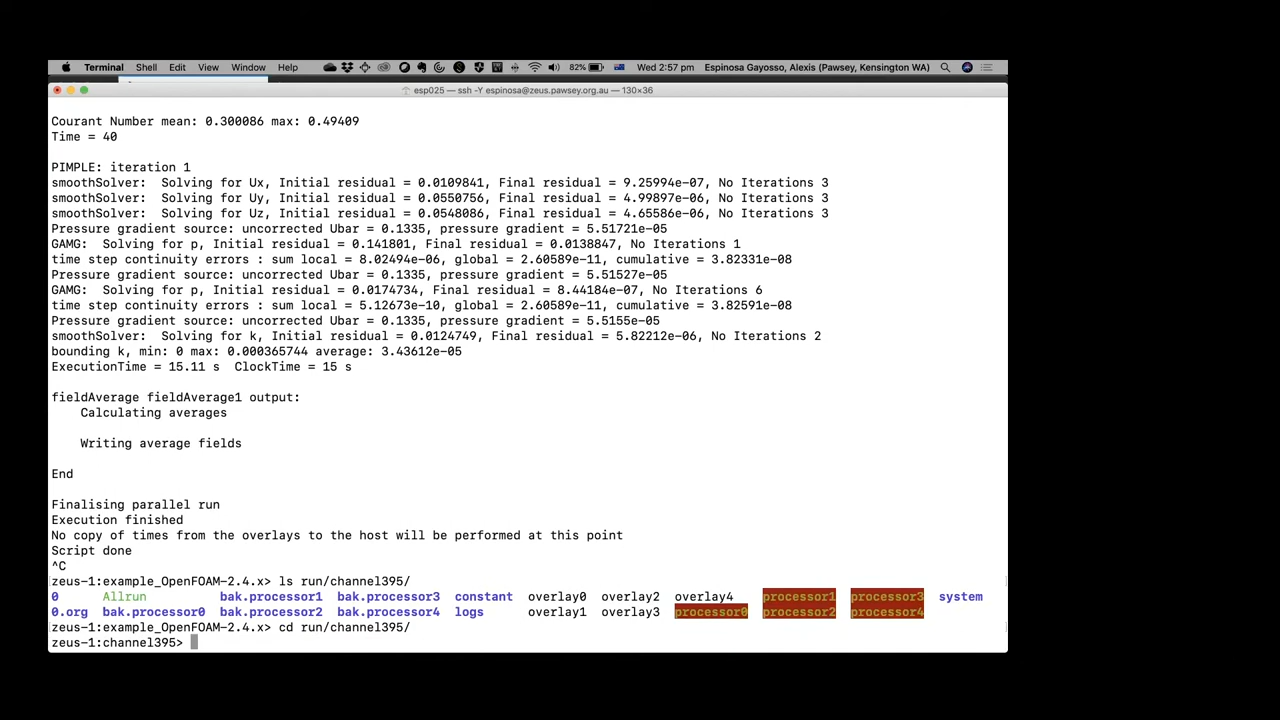 Terminal Shell Edit View Window Help 82% Wed 2:57 pm Espinosa Gayosso, Alexis (Pawsey, Kensington WA)
esp025 — ssh -Y espinosa@zeus.pawsey.org.au — 130×36
Courant Number mean: 0.300086 max: 0.49409
Time = 40
PIMPLE: iteration 1
smoothSolver:  Solving for Ux, Initial residual = 0.0109841, Final residual = 9.25994e-07, No Iterations 3
smoothSolver:  Solving for Uy, Initial residual = 0.0550756, Final residual = 4.99897e-06, No Iterations 3
smoothSolver:  Solving for Uz, Initial residual = 0.0548086, Final residual = 4.65586e-06, No Iterations 3
Pressure gradient source: uncorrected Ubar = 0.1335, pressure gradient = 5.51721e-05
GAMG:  Solving for p, Initial residual = 0.141801, Final residual = 0.0138847, No Iterations 1
time step continuity errors : sum local = 8.02494e-06, global = 2.60589e-11, cumulative = 3.82331e-08
Pressure gradient source: uncorrected Ubar = 0.1335, pressure gradient = 5.51527e-05
GAMG:  Solving for p, Initial residual = 0.0174734, Final residual = 8.44184e-07, No Iterations 6
time step continuity errors : sum local = 5.12673e-10, global = 2.60589e-11, cumulative = 3.82591e-08
Pressure gradient source: uncorrected Ubar = 0.1335, pressure gradient = 5.5155e-05
smoothSolver:  Solving for k, Initial residual = 0.0124749, Final residual = 5.82212e-06, No Iterations 2
bounding k, min: 0 max: 0.000365744 average: 3.43612e-05
ExecutionTime = 15.11 s  ClockTime = 15 s
fieldAverage fieldAverage1 output:
Calculating averages
Writing average fields
End
Finalising parallel run
Execution finished
No copy of times from the overlays to the host will be performed at this point
Script done
^C
zeus-1:example_OpenFOAM-2.4.x> ls run/channel395/
0 Allrun bak.processor1 bak.processor3 constant overlay0 overlay2 overlay4 processor1 processor3 system
0.org bak.processor0 bak.processor2 bak.processor4 logs overlay1 overlay3 processor0 processor2 processor4
zeus-1:example_OpenFOAM-2.4.x> cd run/channel395/
zeus-1:channel395>